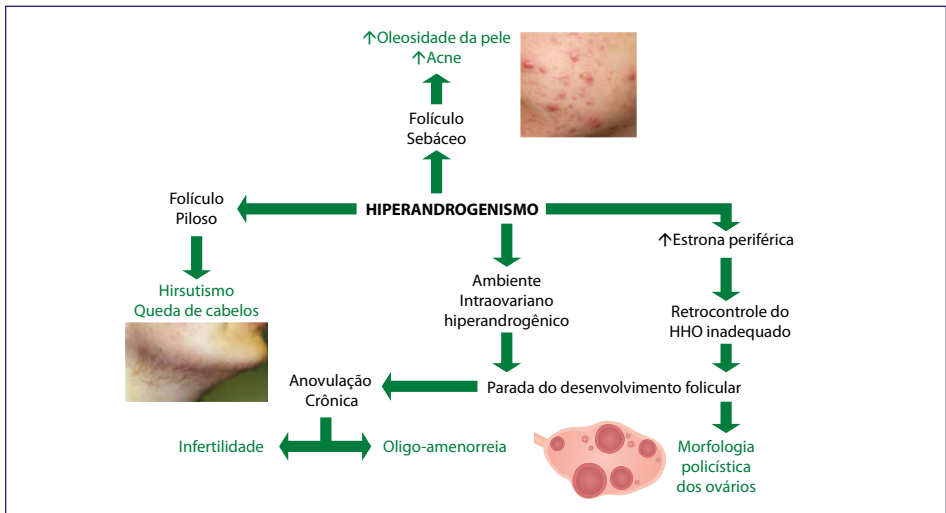 ↑Oleosidade da pele
↑Acne
Folículo
Sebáceo
Folículo
Piloso
HIPERANDROGENISMO
↑Estrona periférica
Hirsutismo
Queda de cabelos
Ambiente
Intraovariano
hiperandrogênico
Retrocontrole do
HHO inadequado
Anovulação
Crônica
Parada do desenvolvimento folicular
Infertilidade
Oligo-amenorreia
Morfologia
policística
dos ovários